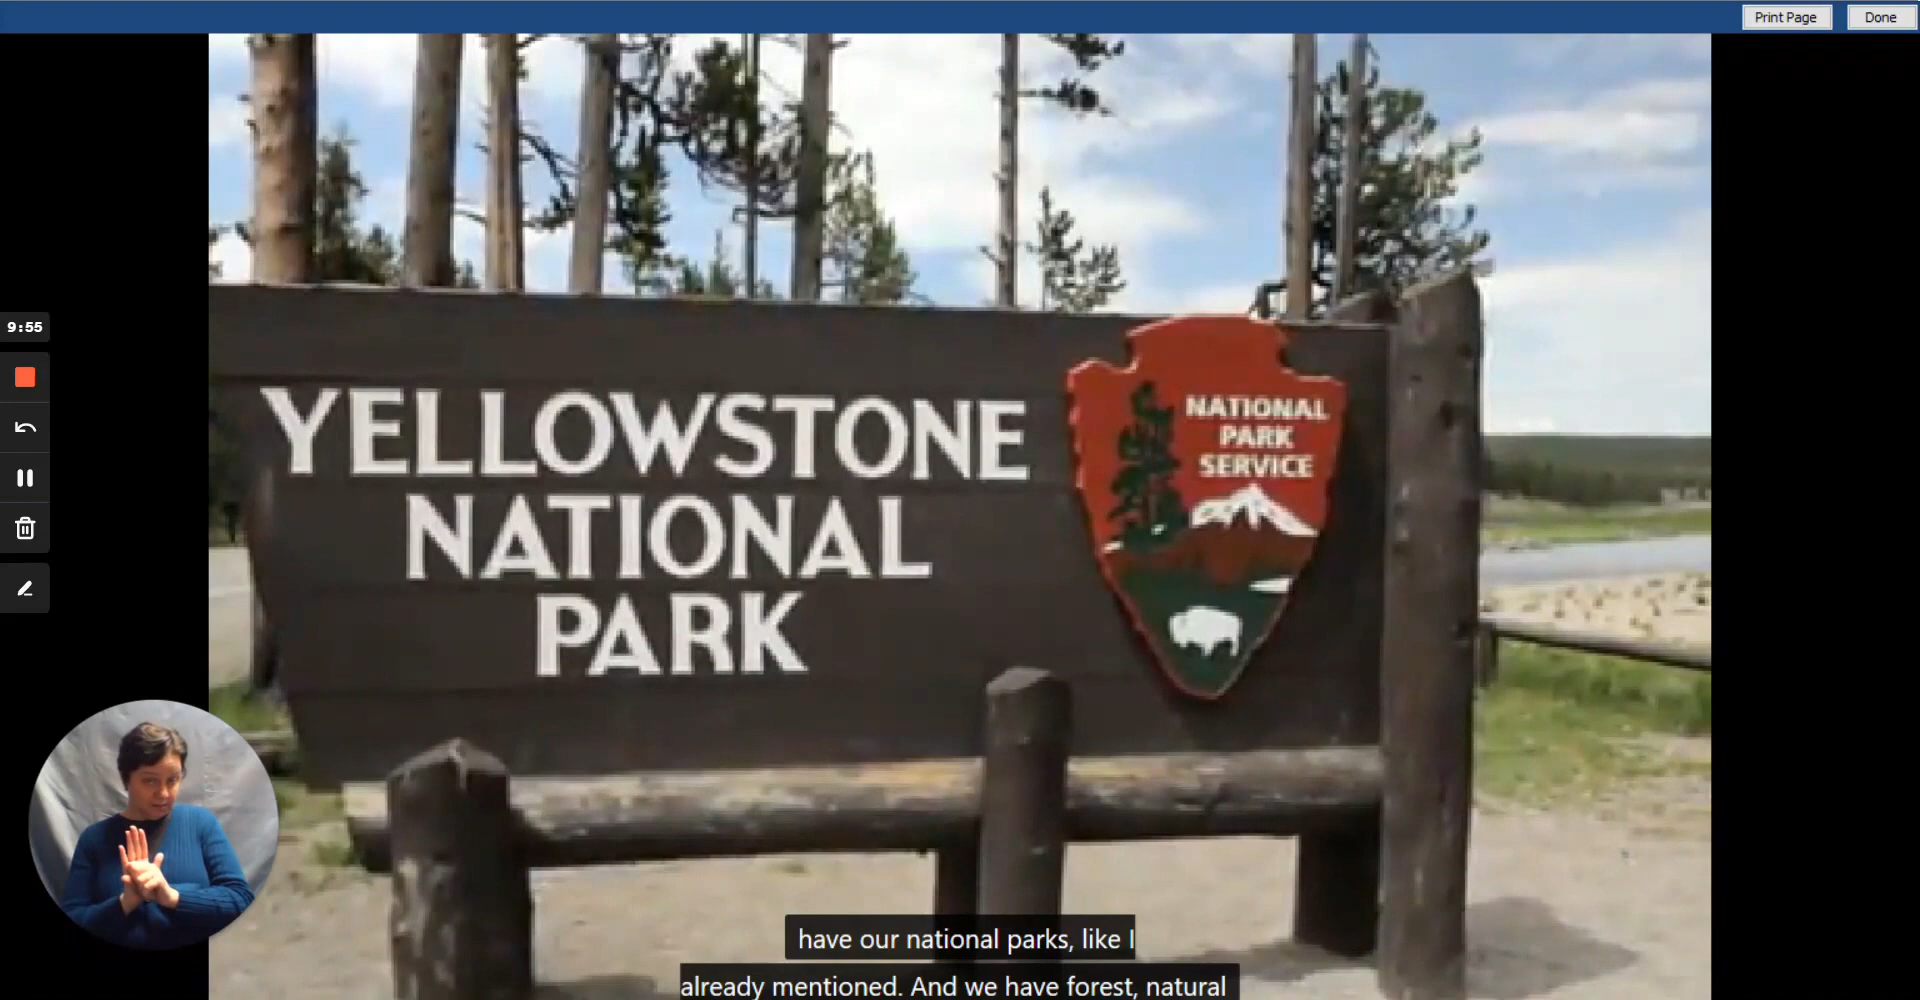 Print Page
Done
9:55
YELLOWSTONE
NATIONAL
PARK
NATIONAL
PARK
SERVICE
have our national parks, like I
already mentioned. And we have forest, natural